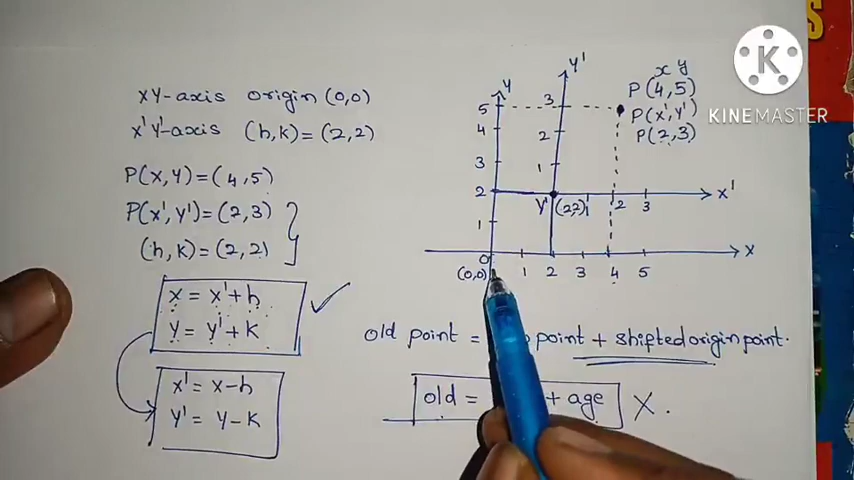 XY-axis origin (0,0)
X'Y'-axis (h,k)=(2,2)
P(X,Y)=(4,5)
P(X',Y')=(2,3)
(h,k)=(2,2)
x = x'+h
y = y'+k
x' = x-h
y' = y-k
Y
Y'
x y
P(4,5)
P(x',y')
P(2,3)
5
4
3
2
1
0
(0,0)
3
2
1
Y' (2,2)
1 2 3
X'
1 2 3 4 5
X
old point = point + shifted origin point.
old = + age X.
K
KINEMASTER